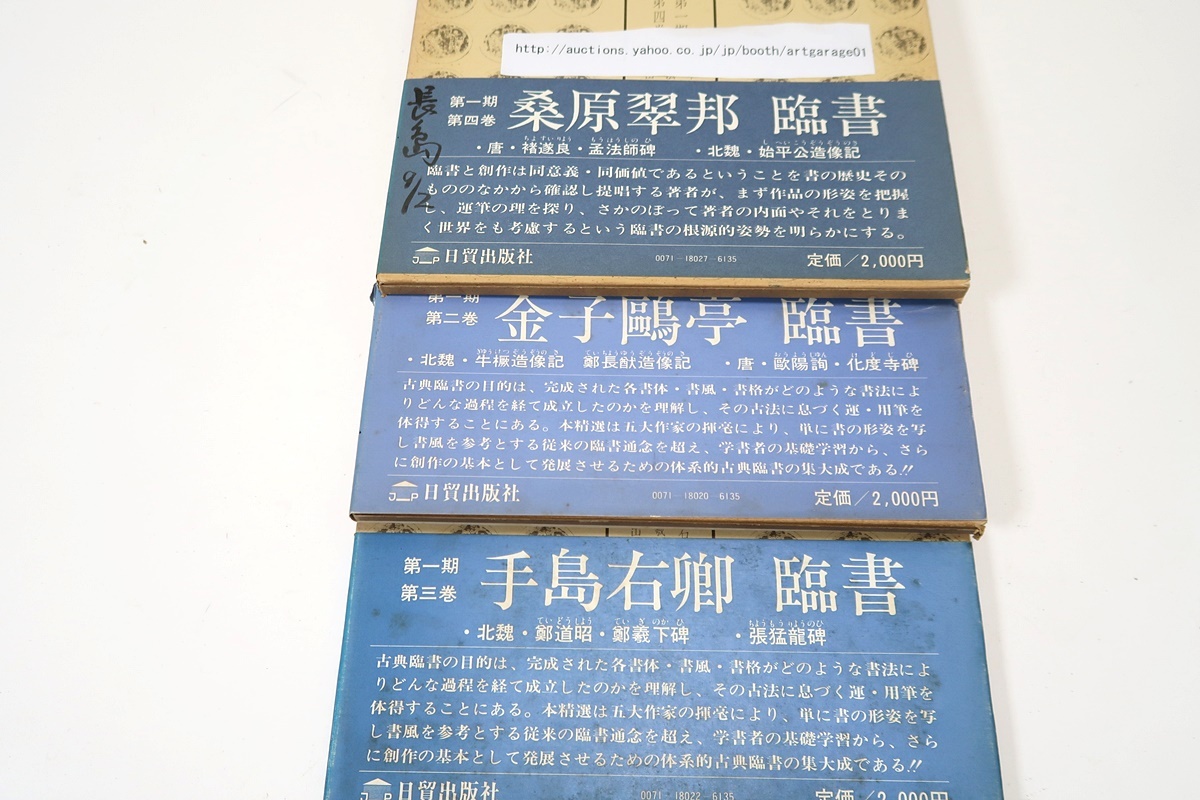 第一期
第四巻
http://auctions.yahoo.co.jp/jp/booth/artgarage01
長島
9/2
第一期
第四巻
桑原翠邦 臨書
・唐・褚遂良・孟法師碑 ・北魏・始平公造像記
臨書と創作は同意義・同価値であるということを書の歴史その
もののなかから確認し提唱する著者が、まず作品の形姿を把握
し、運筆の理を探り、さかのぼって著者の内面やそれをとりま
く世界をも考慮するという臨書の根源的姿勢を明らかにする。
JP 日貿出版社 0071-18027-6135 定価/2,000円
第一期
第二巻
金子鷗亭 臨書
・北魏・牛橛造像記 鄭長猷造像記 ・唐・歐陽詢・化度寺碑
古典臨書の目的は、完成された各書体・書風・書格がどのような書法によ
りどんな過程を経て成立したのかを理解し、その古法に息づく運・用筆を
体得することにある。本精選は五大作家の揮毫により、単に書の形姿を写
し書風を参考とする従来の臨書通念を超え、学書者の基礎学習から、さら
に創作の基本として発展させるための体系的古典臨書の集大成である!!
JP 日貿出版社 0071-18020-6135 定価/2,000円
第一期
第三巻
手島右卿 臨書
・北魏・鄭道昭・鄭羲下碑 ・張猛龍碑
古典臨書の目的は、完成された各書体・書風・書格がどのような書法によ
りどんな過程を経て成立したのかを理解し、その古法に息づく運・用筆を
体得することにある。本精選は五大作家の揮毫により、単に書の形姿を写
し書風を参考とする従来の臨書通念を超え、学書者の基礎学習から、さら
に創作の基本として発展させるための体系的古典臨書の集大成である!!
日貿出版社 0071-18022-6135 定価/2,000円